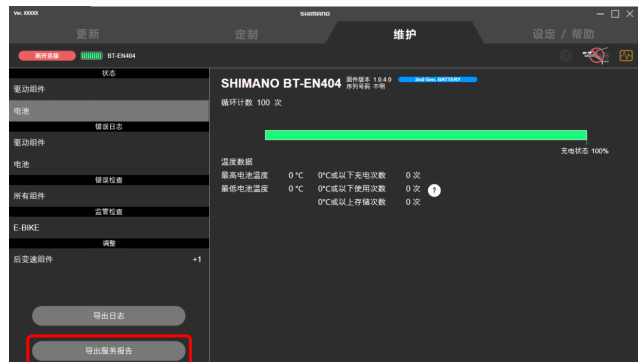 Ver. XXXXX
SHIMANO
更新
定制
维护
设定 / 帮助
断开连接
BT-EN404
状态
驱动组件
电池
错误日志
驱动组件
电池
错误检查
所有组件
监管检查
E-BIKE
调整
后变速组件 +1
导出日志
导出服务报告
SHIMANO BT-EN404
固件版本 1.0.4.0
序列号码 不明
2nd Gen. BATTERY
循环计数 100 次
充电状态 100%
温度数据
最高电池温度 0 ℃ 0℃或以下充电次数 0 次
最低电池温度 0 ℃ 0℃或以下使用次数 0 次 ?
0℃或以上存储次数 0 次